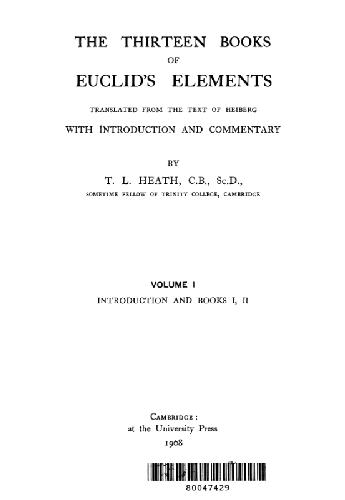 THE THIRTEEN BOOKS
OF
EUCLID'S ELEMENTS
TRANSLATED FROM THE TEXT OF HEIBERG
WITH INTRODUCTION AND COMMENTARY
BY
T. L. HEATH, C.B., Sc.D.,
SOMETIME FELLOW OF TRINITY COLLEGE, CAMBRIDGE
VOLUME I
INTRODUCTION AND BOOKS I, II
CAMBRIDGE:
at the University Press
1908
80047429